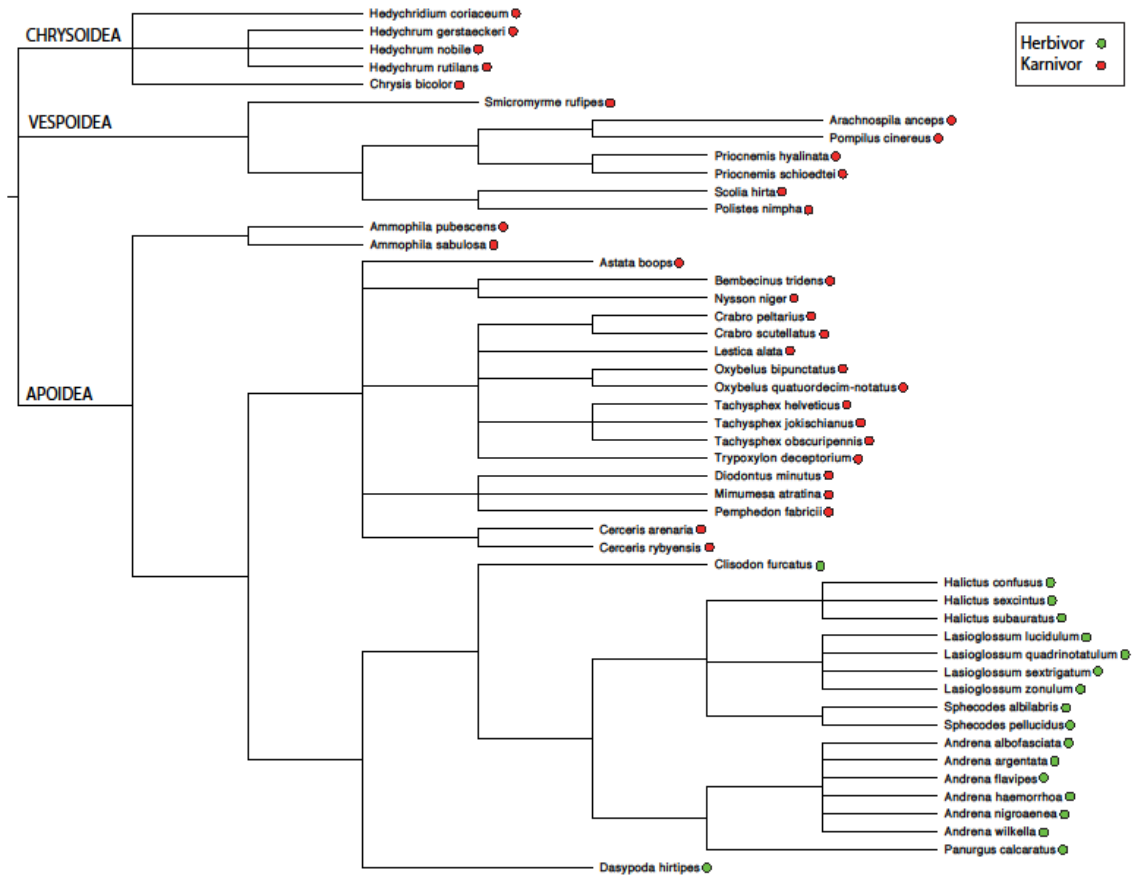 Hedychridium coriaceum
CHRYSOIDEA
Hedychrum gerstaeckeri
Hedychrum nobile
Hedychrum rutilans
Chrysis bicolor
Herbivor
Karnivor
VESPOIDEA
Smicromyrme rufipes
Arachnospila anceps
Pompilus cinereus
Priocnemis hyalinata
Priocnemis schioedtei
Scolia hirta
Polistes nimpha
Ammophila pubescens
Ammophila sabulosa
Astata boops
Bembecinus tridens
Nysson niger
Crabro peltarius
Crabro scutellatus
Lestica alata
Oxybelus bipunctatus
Oxybelus quatuordecim-notatus
APOIDEA
Tachysphex helveticus
Tachysphex jokischianus
Tachysphex obscuripennis
Trypoxylon deceptorium
Diodontus minutus
Mimumesa atratina
Pemphedon fabricii
Cerceris arenaria
Cerceris rybyensis
Clisodon furcatus
Halictus confusus
Halictus sexcintus
Halictus subauratus
Lasioglossum lucidulum
Lasioglossum quadrinotatulum
Lasioglossum sextrigatum
Lasioglossum zonulum
Sphecodes albilabris
Sphecodes pellucidus
Andrena albofasciata
Andrena argentata
Andrena flavipes
Andrena haemorrhoa
Andrena nigroaenea
Andrena wilkella
Panurgus calcaratus
Dasypoda hirtipes